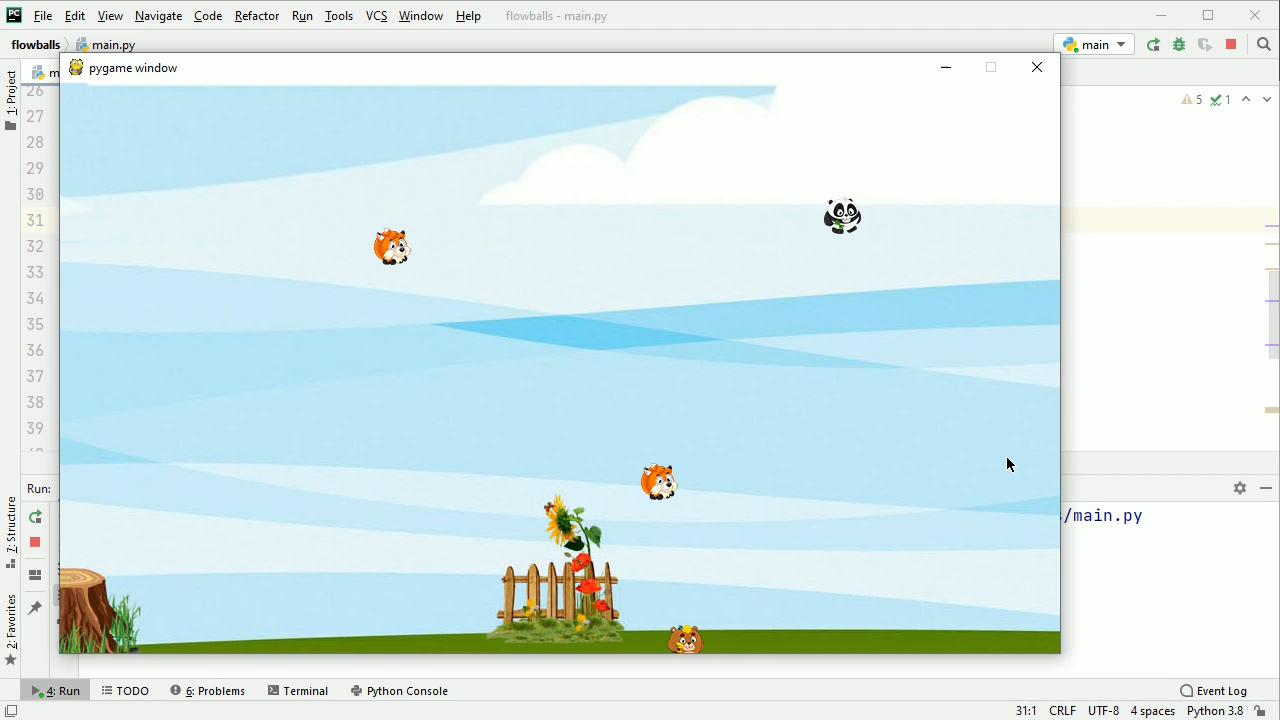 PC File Edit View Navigate Code Refactor Run Tools VCS Window Help flowballs - main.py
flowballs main.py main
pygame window
1: Project
m
26
27
28
29
30
31
32
33
34
35
36
37
38
39
5 1
Run:
/main.py
7: Structure
2: Favorites
4: Run TODO 6: Problems Terminal Python Console Event Log
31:1 CRLF UTF-8 4 spaces Python 3.8